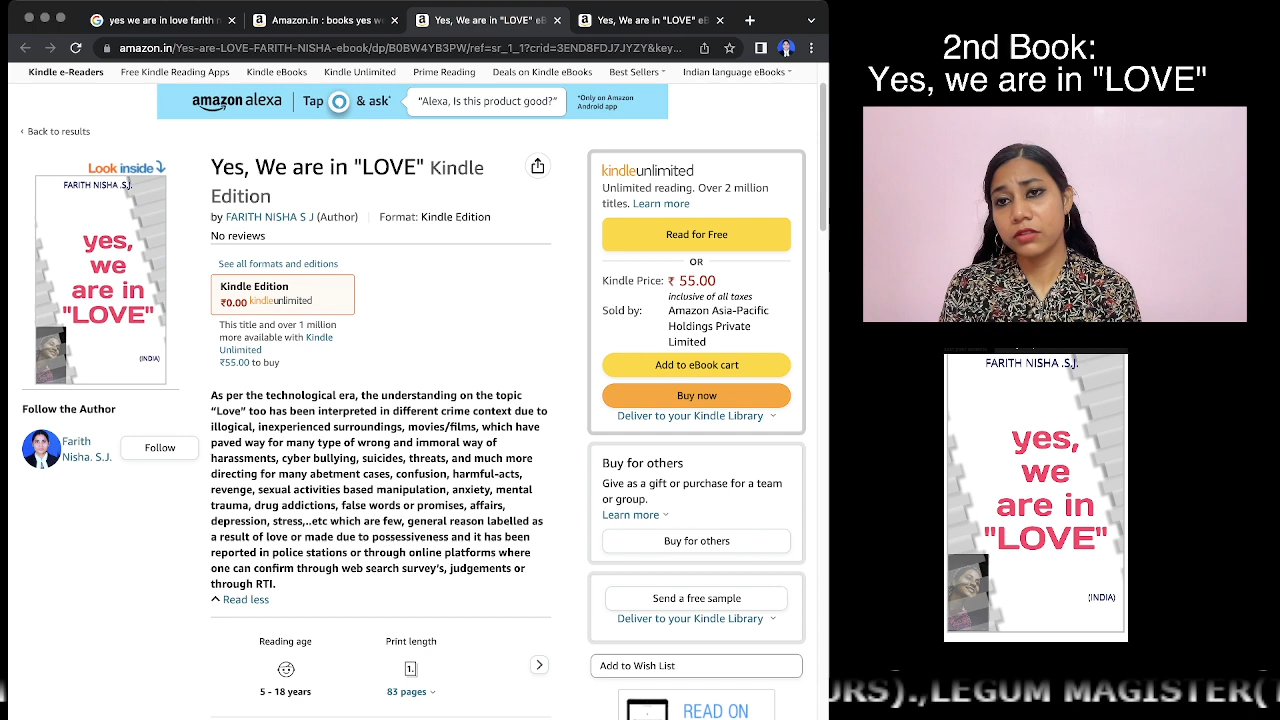 yes we are in love farith n
Amazon.in : books yes w
Yes, We are in "LOVE" eB
Yes, We are in "LOVE" eB
amazon.in/Yes-are-LOVE-FARITH-NISHA-ebook/dp/B0BW4YB3PW/ref=sr_1_1?crid=3END8FDJ7JYZY&key...
Kindle e-Readers Free Kindle Reading Apps Kindle eBooks Kindle Unlimited Prime Reading Deals on Kindle eBooks Best Sellers Indian language eBooks
amazon alexa Tap & ask* "Alexa, Is this product good?" *Only on Amazon Android app
‹ Back to results
Look inside
FARITH NISHA .S.J.
yes,
we
are in
"LOVE"
(INDIA)
Follow the Author
Farith
Nisha. S.J.
Follow
Yes, We are in "LOVE" Kindle
Edition
by FARITH NISHA S J (Author) Format: Kindle Edition
No reviews
See all formats and editions
Kindle Edition
₹0.00 kindleunlimited
This title and over 1 million
more available with Kindle
Unlimited
₹55.00 to buy
As per the technological era, the understanding on the topic
“Love” too has been interpreted in different crime context due to
illogical, inexperienced surroundings, movies/films, which have
paved way for many type of wrong and immoral way of
harassments, cyber bullying, suicides, threats, and much more
directing for many abetment cases, confusion, harmful-acts,
revenge, sexual activities based manipulation, anxiety, mental
trauma, drug addictions, false words or promises, affairs,
depression, stress,..etc which are few, general reason labelled as
a result of love or made due to possessiveness and it has been
reported in police stations or through online platforms where
one can confirm through web search survey’s, judgements or
through RTI.
Read less
Reading age
5 - 18 years
Print length
1.
83 pages
kindleunlimited
Unlimited reading. Over 2 million
titles. Learn more
Read for Free
OR
Kindle Price: ₹ 55.00
inclusive of all taxes
Sold by: Amazon Asia-Pacific
Holdings Private
Limited
Add to eBook cart
Buy now
Deliver to your Kindle Library
Buy for others
Give as a gift or purchase for a team
or group.
Learn more
Buy for others
Send a free sample
Deliver to your Kindle Library
Add to Wish List
READ ON
2nd Book:
Yes, we are in "LOVE"
FARITH NISHA .S.J.
yes,
we
are in
"LOVE"
(INDIA)
URS).,LEGUM MAGISTER(